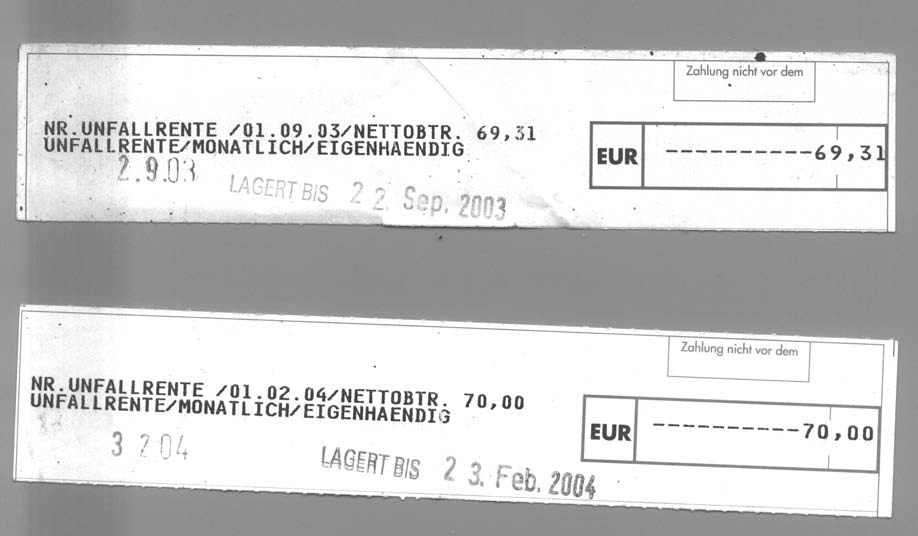 Zahlung nicht vor dem
NR.UNFALLRENTE /01.09.03/NETTOBTR. 69,31
UNFALLRENTE/MONATLICH/EIGENHAENDIG
EUR ----------69,31
2.9.03
LAGERT BIS 22. Sep. 2003
Zahlung nicht vor dem
NR.UNFALLRENTE /01.02.04/NETTOBTR. 70,00
UNFALLRENTE/MONATLICH/EIGENHAENDIG
EUR ----------70,00
3 2 04
LAGERT BIS 23. Feb. 2004